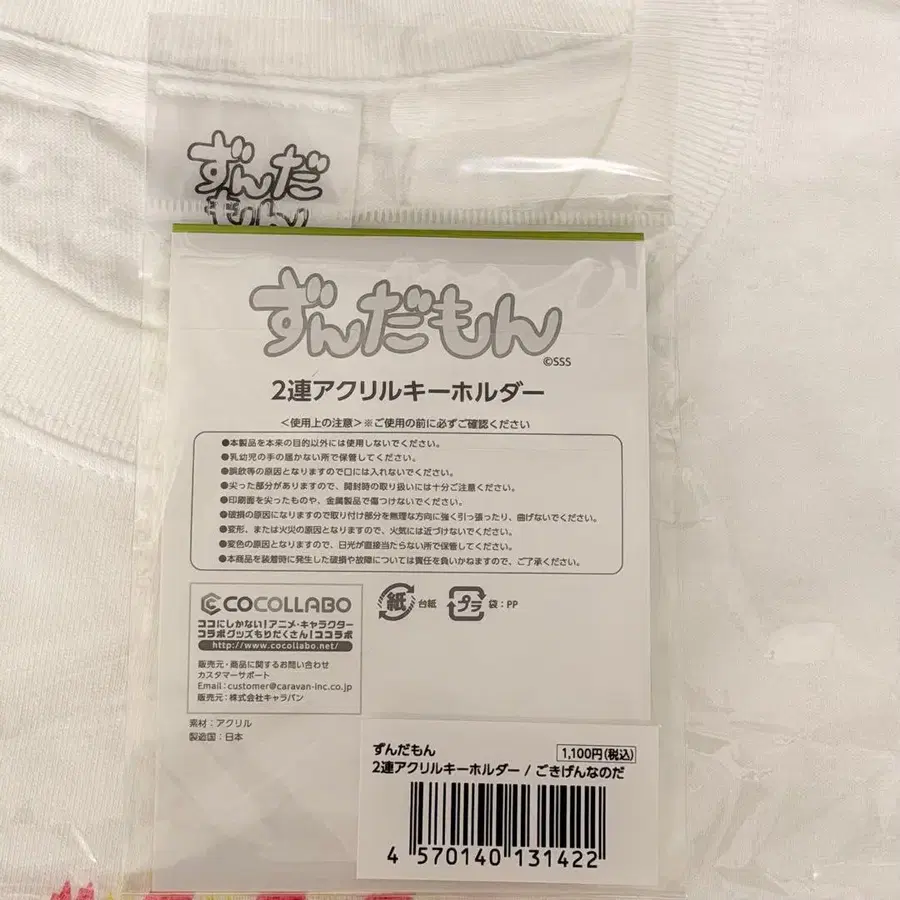 ずんだ
もん
ずんだもん
©SSS
2連アクリルキーホルダー
＜使用上の注意＞※ご使用の前に必ずご確認ください
●本製品を本来の目的以外には使用しないでください。
●乳幼児の手の届かない所で保管してください。
●誤飲等の原因となりますので口には入れないでください。
●尖った部分がありますので、開封時の取り扱いには十分ご注意ください。
●印刷面を尖ったものや、金属製品で傷つけないでください。
●破損の原因になりますので取り付け部分を無理な方向に強く引っ張ったり、曲げないでください。
●変形、または火災の原因となりますので、火気には近づけないでください。
●変色の原因となりますので、日光が直接当たらない所で保管してください。
●本商品を装着時に発生した破損や故障については責任を負いかねますので、ご了承ください。
COCOLLABO
ココにしかない!アニメ・キャラクター
コラボグッズもりだくさん!ココラボ
http://www.cocollabo.net/
販売元・商品に関するお問い合わせ
カスタマーサポート
Email：customer@caravan-inc.co.jp
販売元：株式会社キャラバン
紙 台紙
プラ 袋：PP
素材：アクリル
製造国：日本
ずんだもん
1,100円(税込)
2連アクリルキーホルダー / ごきげんなのだ
4 570140 131422